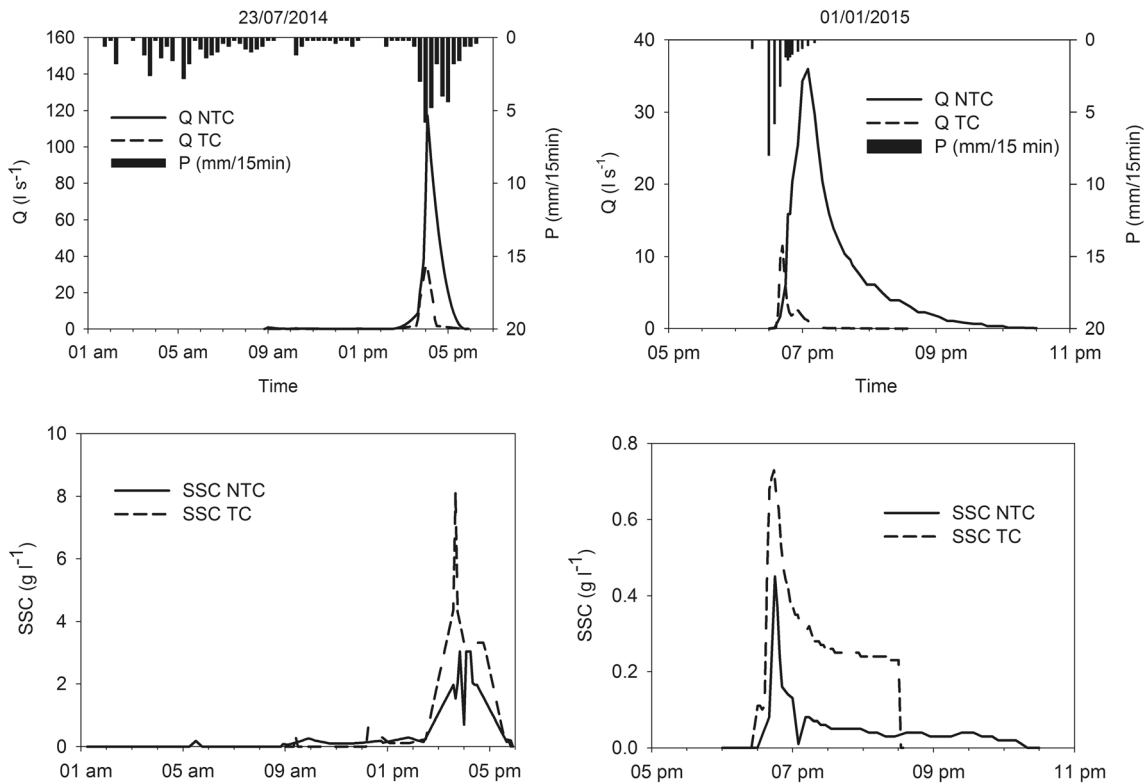 23/07/2014
160
140
120
100
80
60
40
20
0
Q (l s-1)
0
5
10
15
20
P (mm/15min)
Q NTC
Q TC
P (mm/15min)
01 am
05 am
09 am
01 pm
05 pm
Time
01/01/2015
40
30
20
10
0
Q (l s-1)
0
5
10
15
20
P (mm/15min)
Q NTC
Q TC
P (mm/15 min)
05 pm
07 pm
09 pm
11 pm
Time
10
8
6
4
2
0
SSC (g l-1)
SSC NTC
SSC TC
01 am
05 am
09 am
01 pm
05 pm
0.8
0.6
0.4
0.2
0.0
SSC (g l-1)
SSC NTC
SSC TC
05 pm
07 pm
09 pm
11 pm